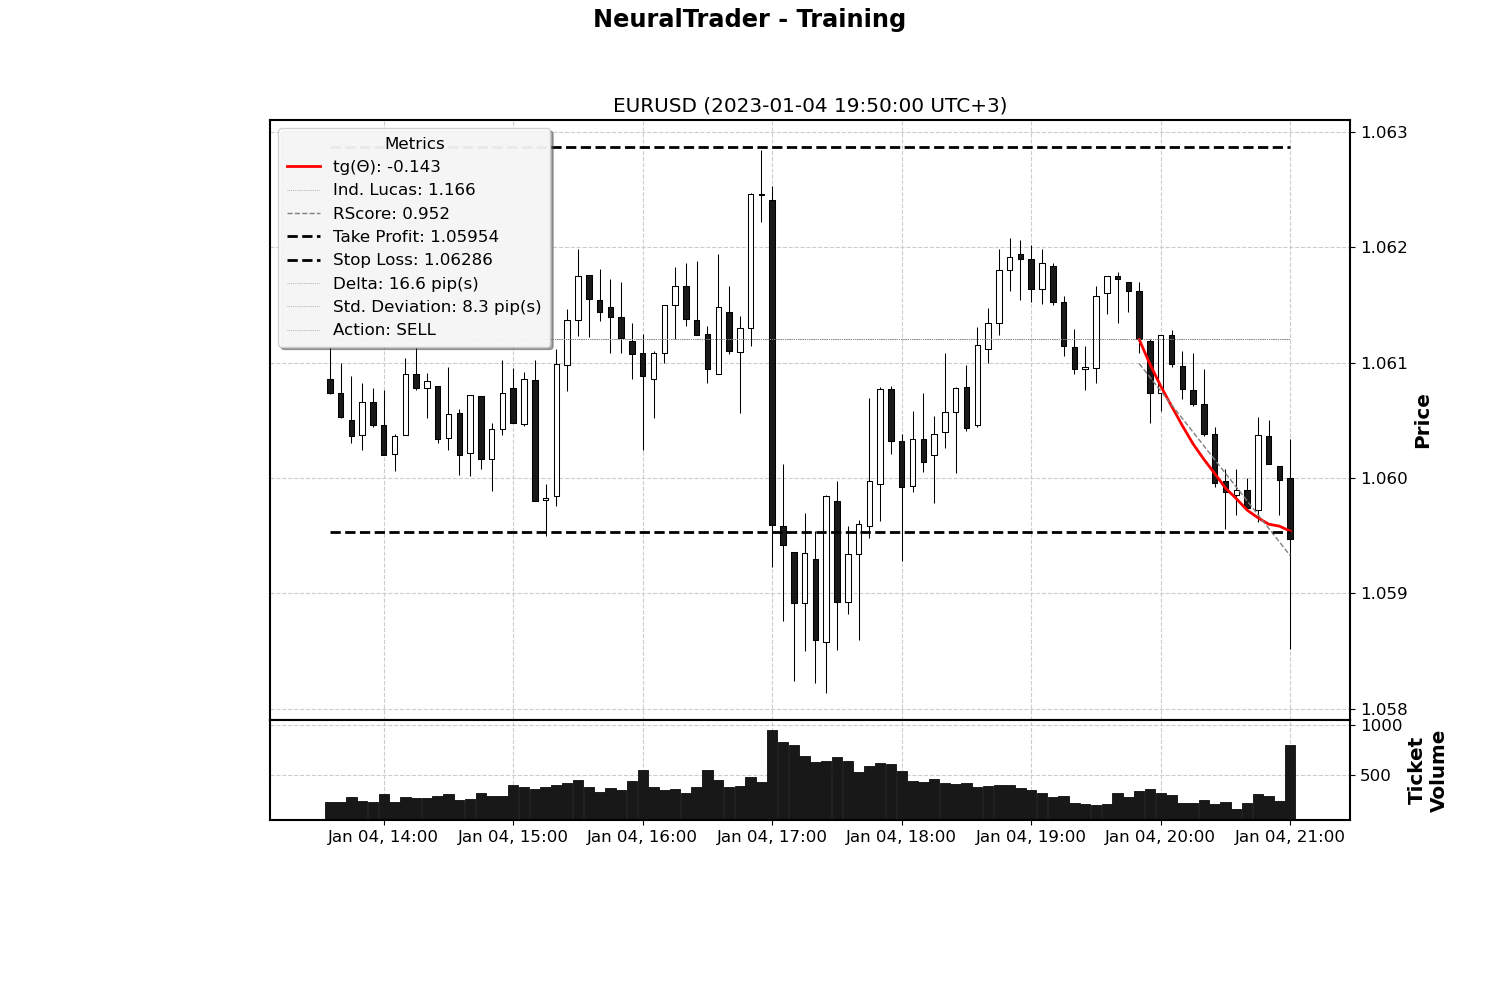 NeuralTrader - Training
EURUSD (2023-01-04 19:50:00 UTC+3)
Metrics
tg(Θ): -0.143
Ind. Lucas: 1.166
RScore: 0.952
Take Profit: 1.05954
Stop Loss: 1.06286
Delta: 16.6 pip(s)
Std. Deviation: 8.3 pip(s)
Action: SELL
1.063
1.062
1.061
1.060
1.059
1.058
Price
1000
500
Ticket
Volume
Jan 04, 14:00 Jan 04, 15:00 Jan 04, 16:00 Jan 04, 17:00 Jan 04, 18:00 Jan 04, 19:00 Jan 04, 20:00 Jan 04, 21:00